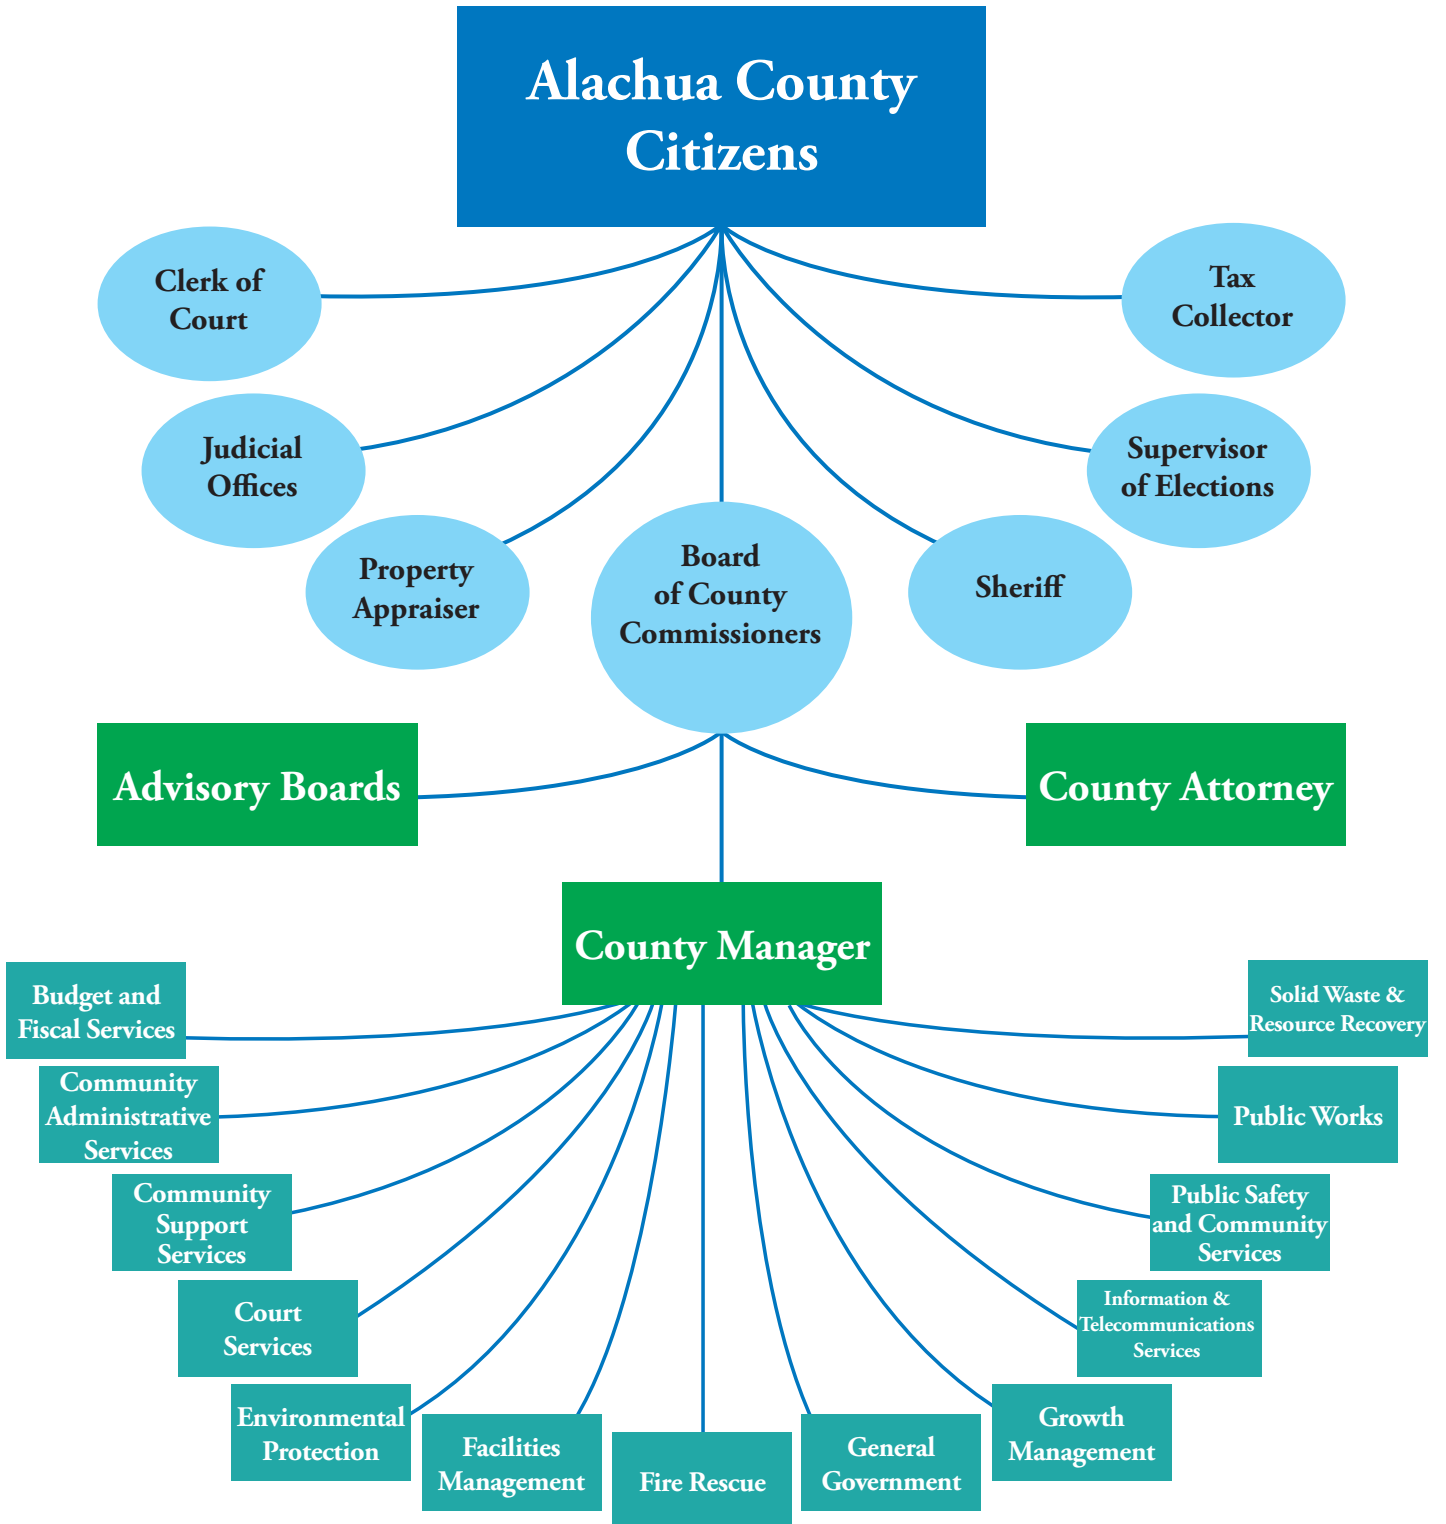 Alachua County
Citizens
Clerk of
Court
Tax
Collector
Judicial
Offices
Supervisor
of Elections
Property
Appraiser
Board
of County
Commissioners
Sheriff
Advisory Boards
County Attorney
County Manager
Budget and
Fiscal Services
Solid Waste &
Resource Recovery
Community
Administrative
Services
Public Works
Community
Support
Services
Public Safety
and Community
Services
Court
Services
Information &
Telecommunications
Services
Environmental
Protection
Facilities
Management
Fire Rescue
General
Government
Growth
Management